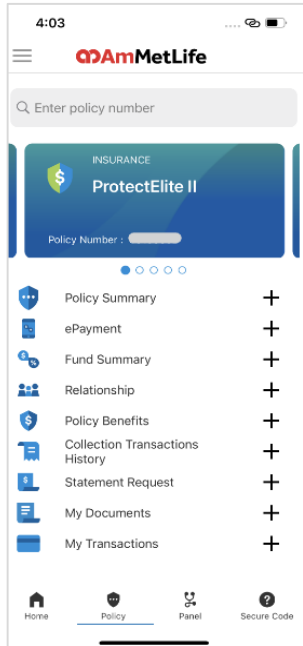 4:03
AmMetLife
Enter policy number
INSURANCE
ProtectElite II
Policy Number :
Policy Summary
ePayment
Fund Summary
Relationship
Policy Benefits
Collection Transactions
History
Statement Request
My Documents
My Transactions
Home Policy Panel Secure Code